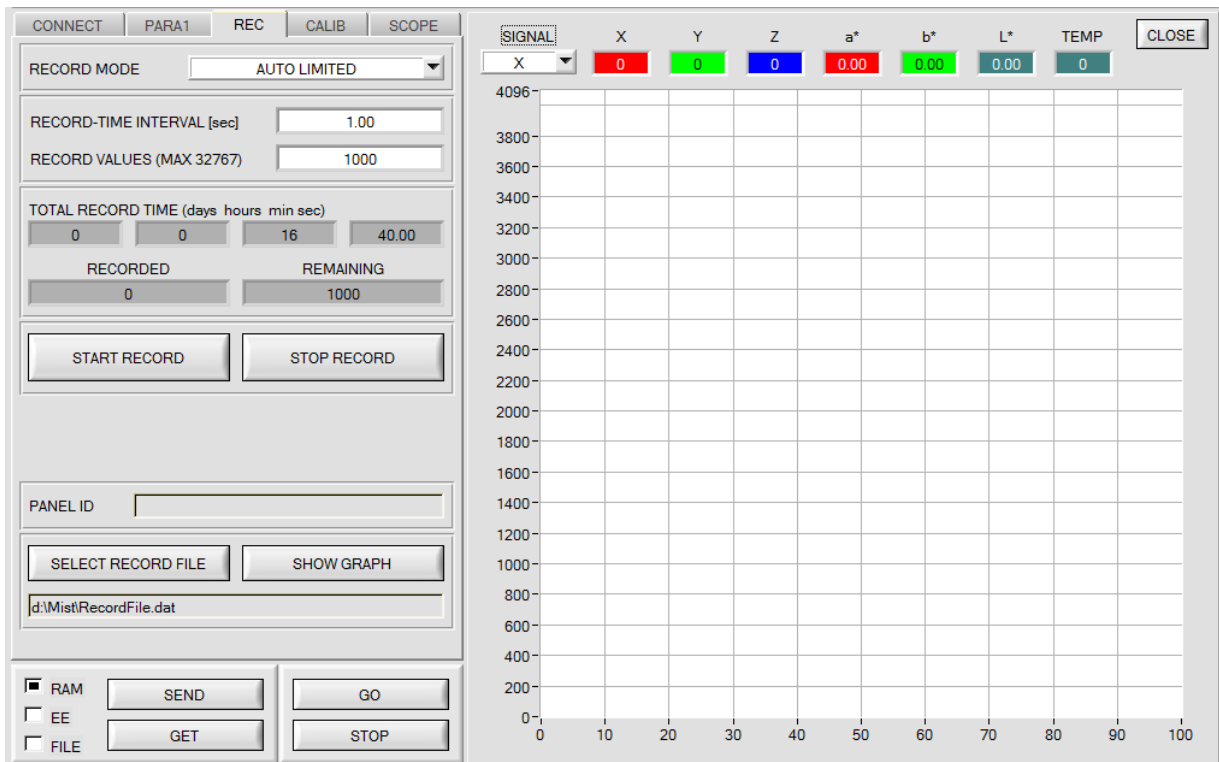 CONNECT PARA1 REC CALIB SCOPE
RECORD MODE AUTO LIMITED
RECORD-TIME INTERVAL [sec] 1.00
RECORD VALUES (MAX 32767) 1000
TOTAL RECORD TIME (days hours min sec)
0 0 16 40.00
RECORDED REMAINING
0 1000
START RECORD STOP RECORD
PANEL ID
SELECT RECORD FILE SHOW GRAPH
d:\Mist\RecordFile.dat
RAM SEND GO
EE
FILE GET STOP
SIGNAL X Y Z a* b* L* TEMP CLOSE
X 0 0 0 0.00 0.00 0.00 0
4096
3800
3600
3400
3200
3000
2800
2600
2400
2200
2000
1800
1600
1400
1200
1000
800
600
400
200
0
0 10 20 30 40 50 60 70 80 90 100